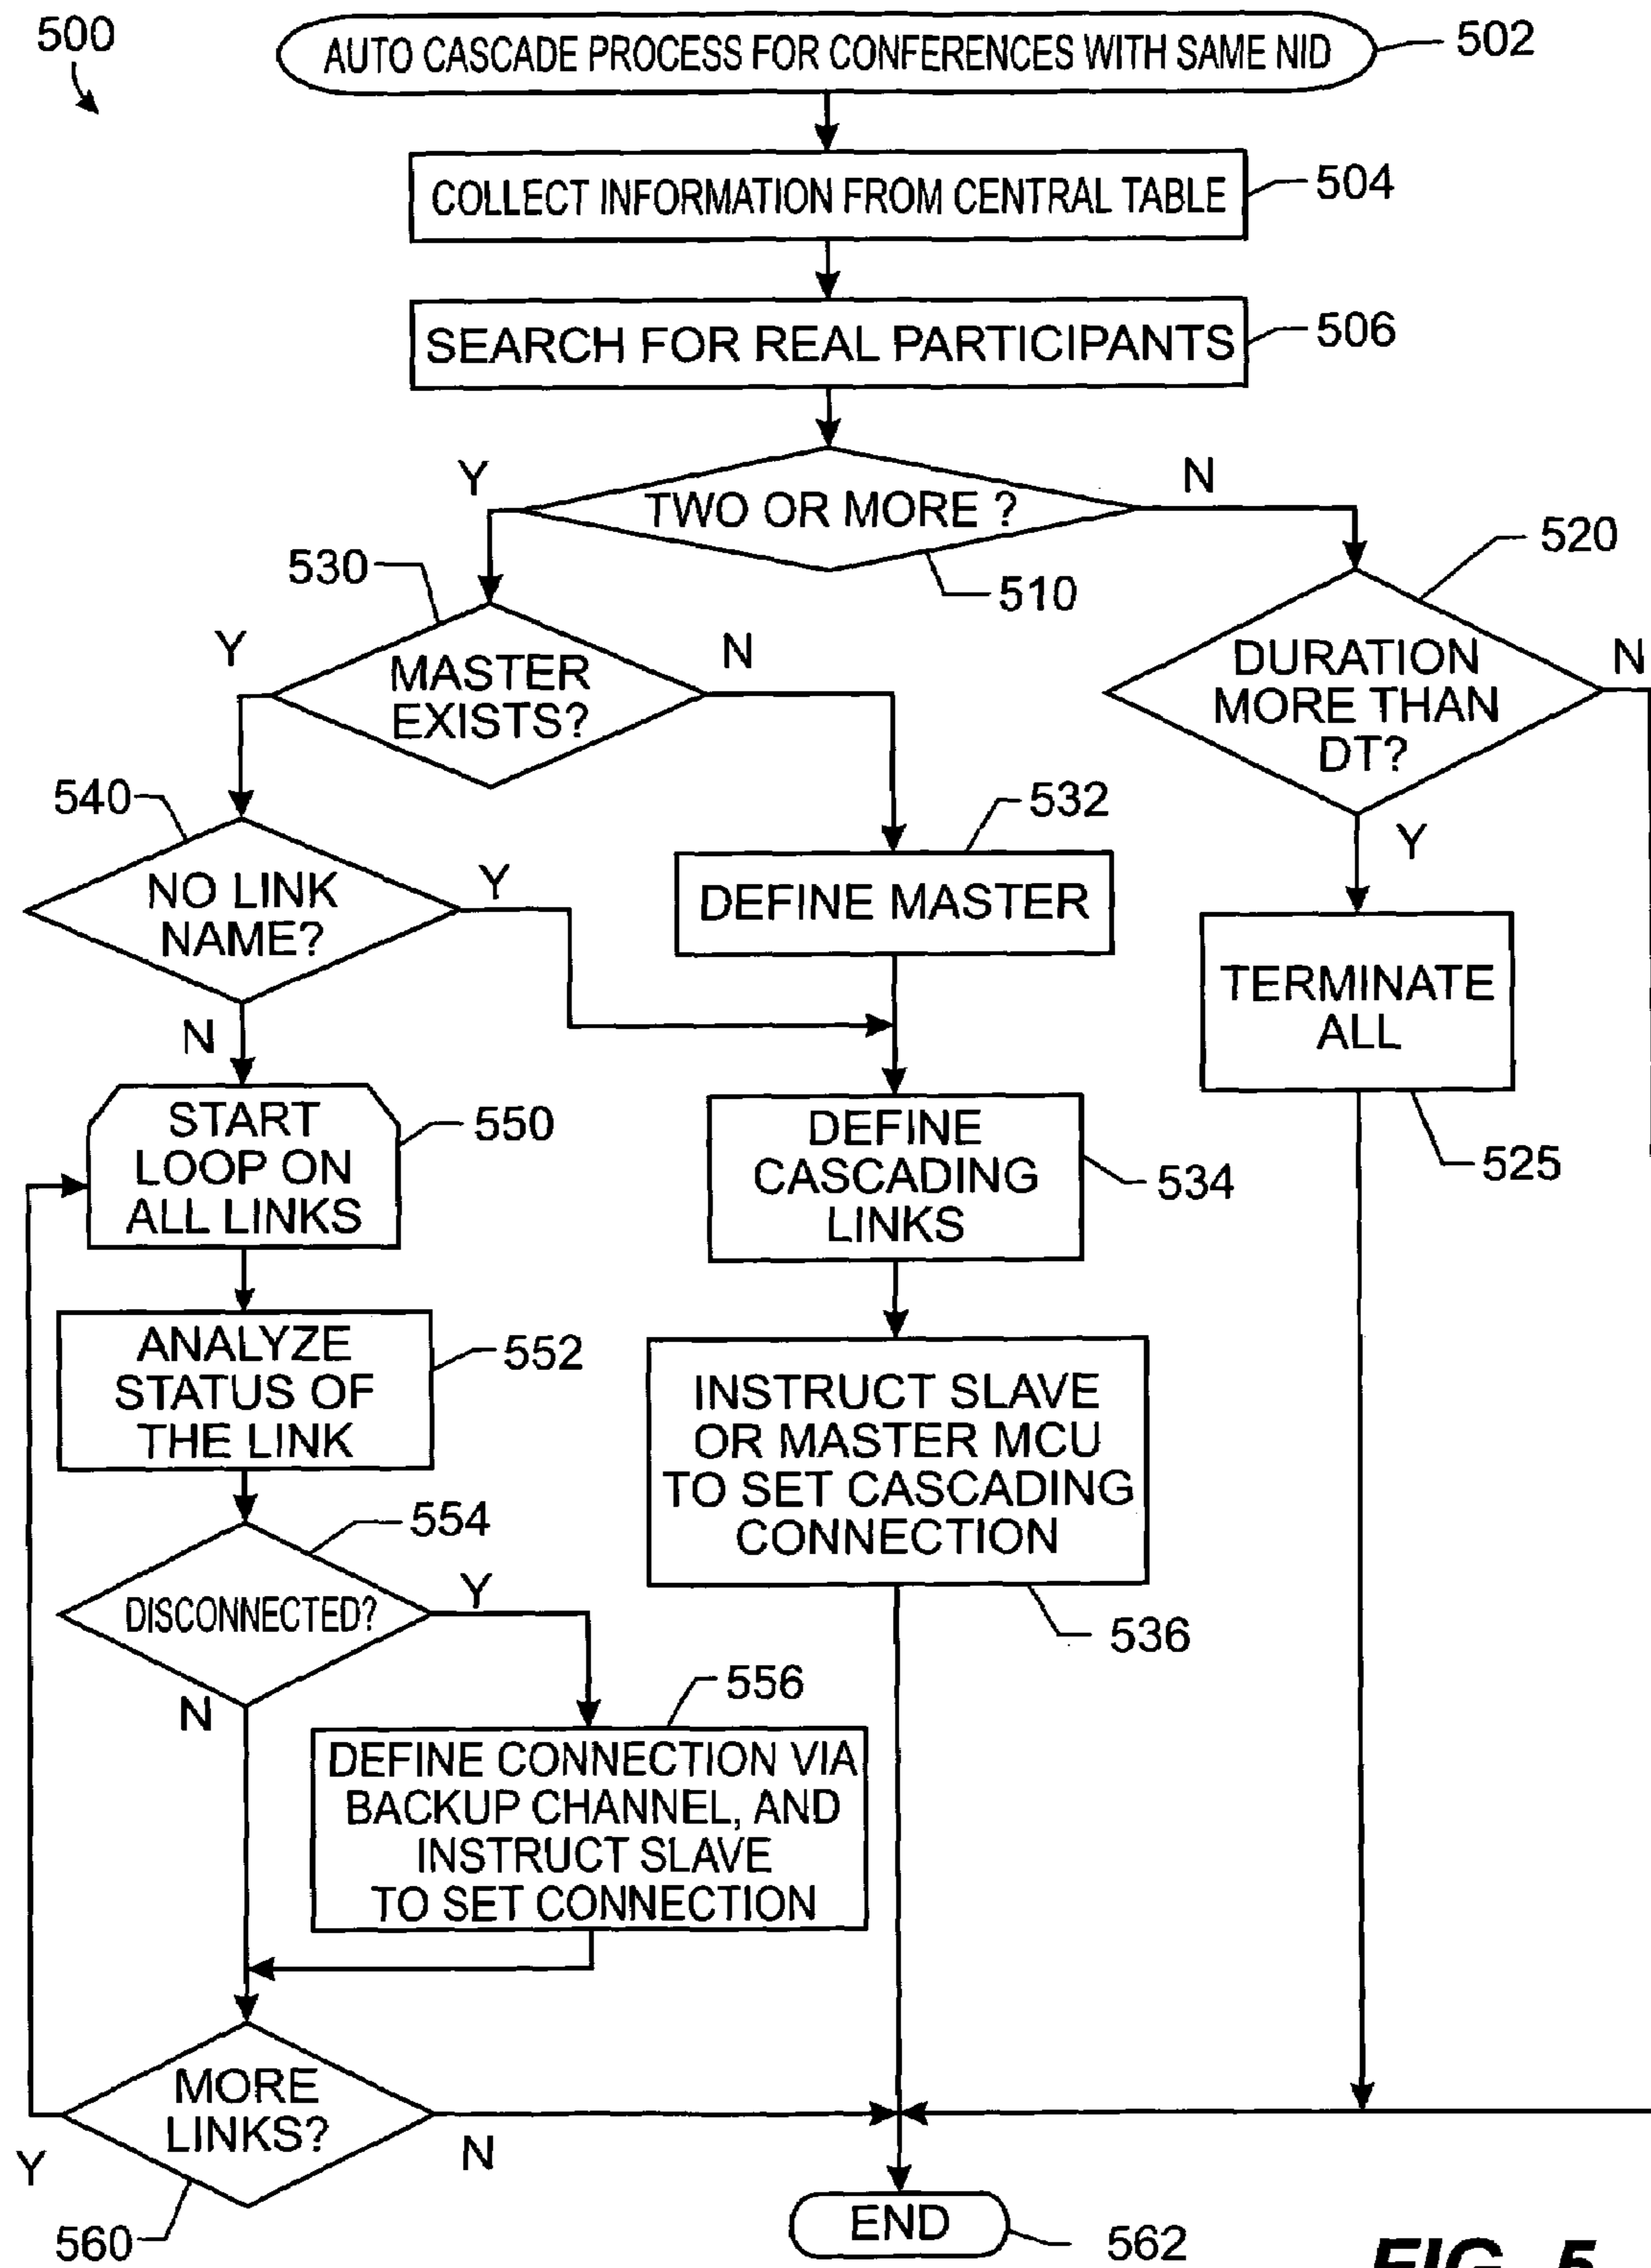 500
AUTO CASCADE PROCESS FOR CONFERENCES WITH SAME NID
502
COLLECT INFORMATION FROM CENTRAL TABLE
504
SEARCH FOR REAL PARTICIPANTS
506
Y
TWO OR MORE ?
N
510
530
Y
MASTER
EXISTS?
N
520
DURATION
MORE THAN
DT?
N
Y
540
NO LINK
NAME?
Y
N
532
DEFINE MASTER
TERMINATE
ALL
525
START
LOOP ON
ALL LINKS
550
DEFINE
CASCADING
LINKS
534
ANALYZE
STATUS OF
THE LINK
552
INSTRUCT SLAVE
OR MASTER MCU
TO SET CASCADING
CONNECTION
536
554
DISCONNECTED?
Y
N
556
DEFINE CONNECTION VIA
BACKUP CHANNEL, AND
INSTRUCT SLAVE
TO SET CONNECTION
MORE
LINKS?
Y
N
560
END
562
FIG. 5